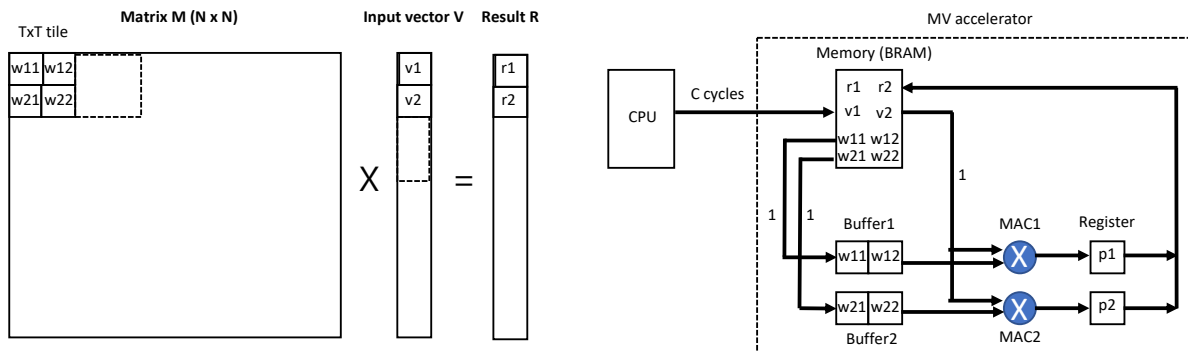 Matrix M (N x N)
Input vector V
Result R
TxT tile
w11 w12
w21 w22
v1
v2
r1
r2
X
=
MV accelerator
Memory (BRAM)
CPU
C cycles
r1 r2
v1 v2
w11 w12
w21 w22
1
1
1
Buffer1
MAC1
Register
w11 w12
X
p1
w21 w22
X
p2
Buffer2
MAC2